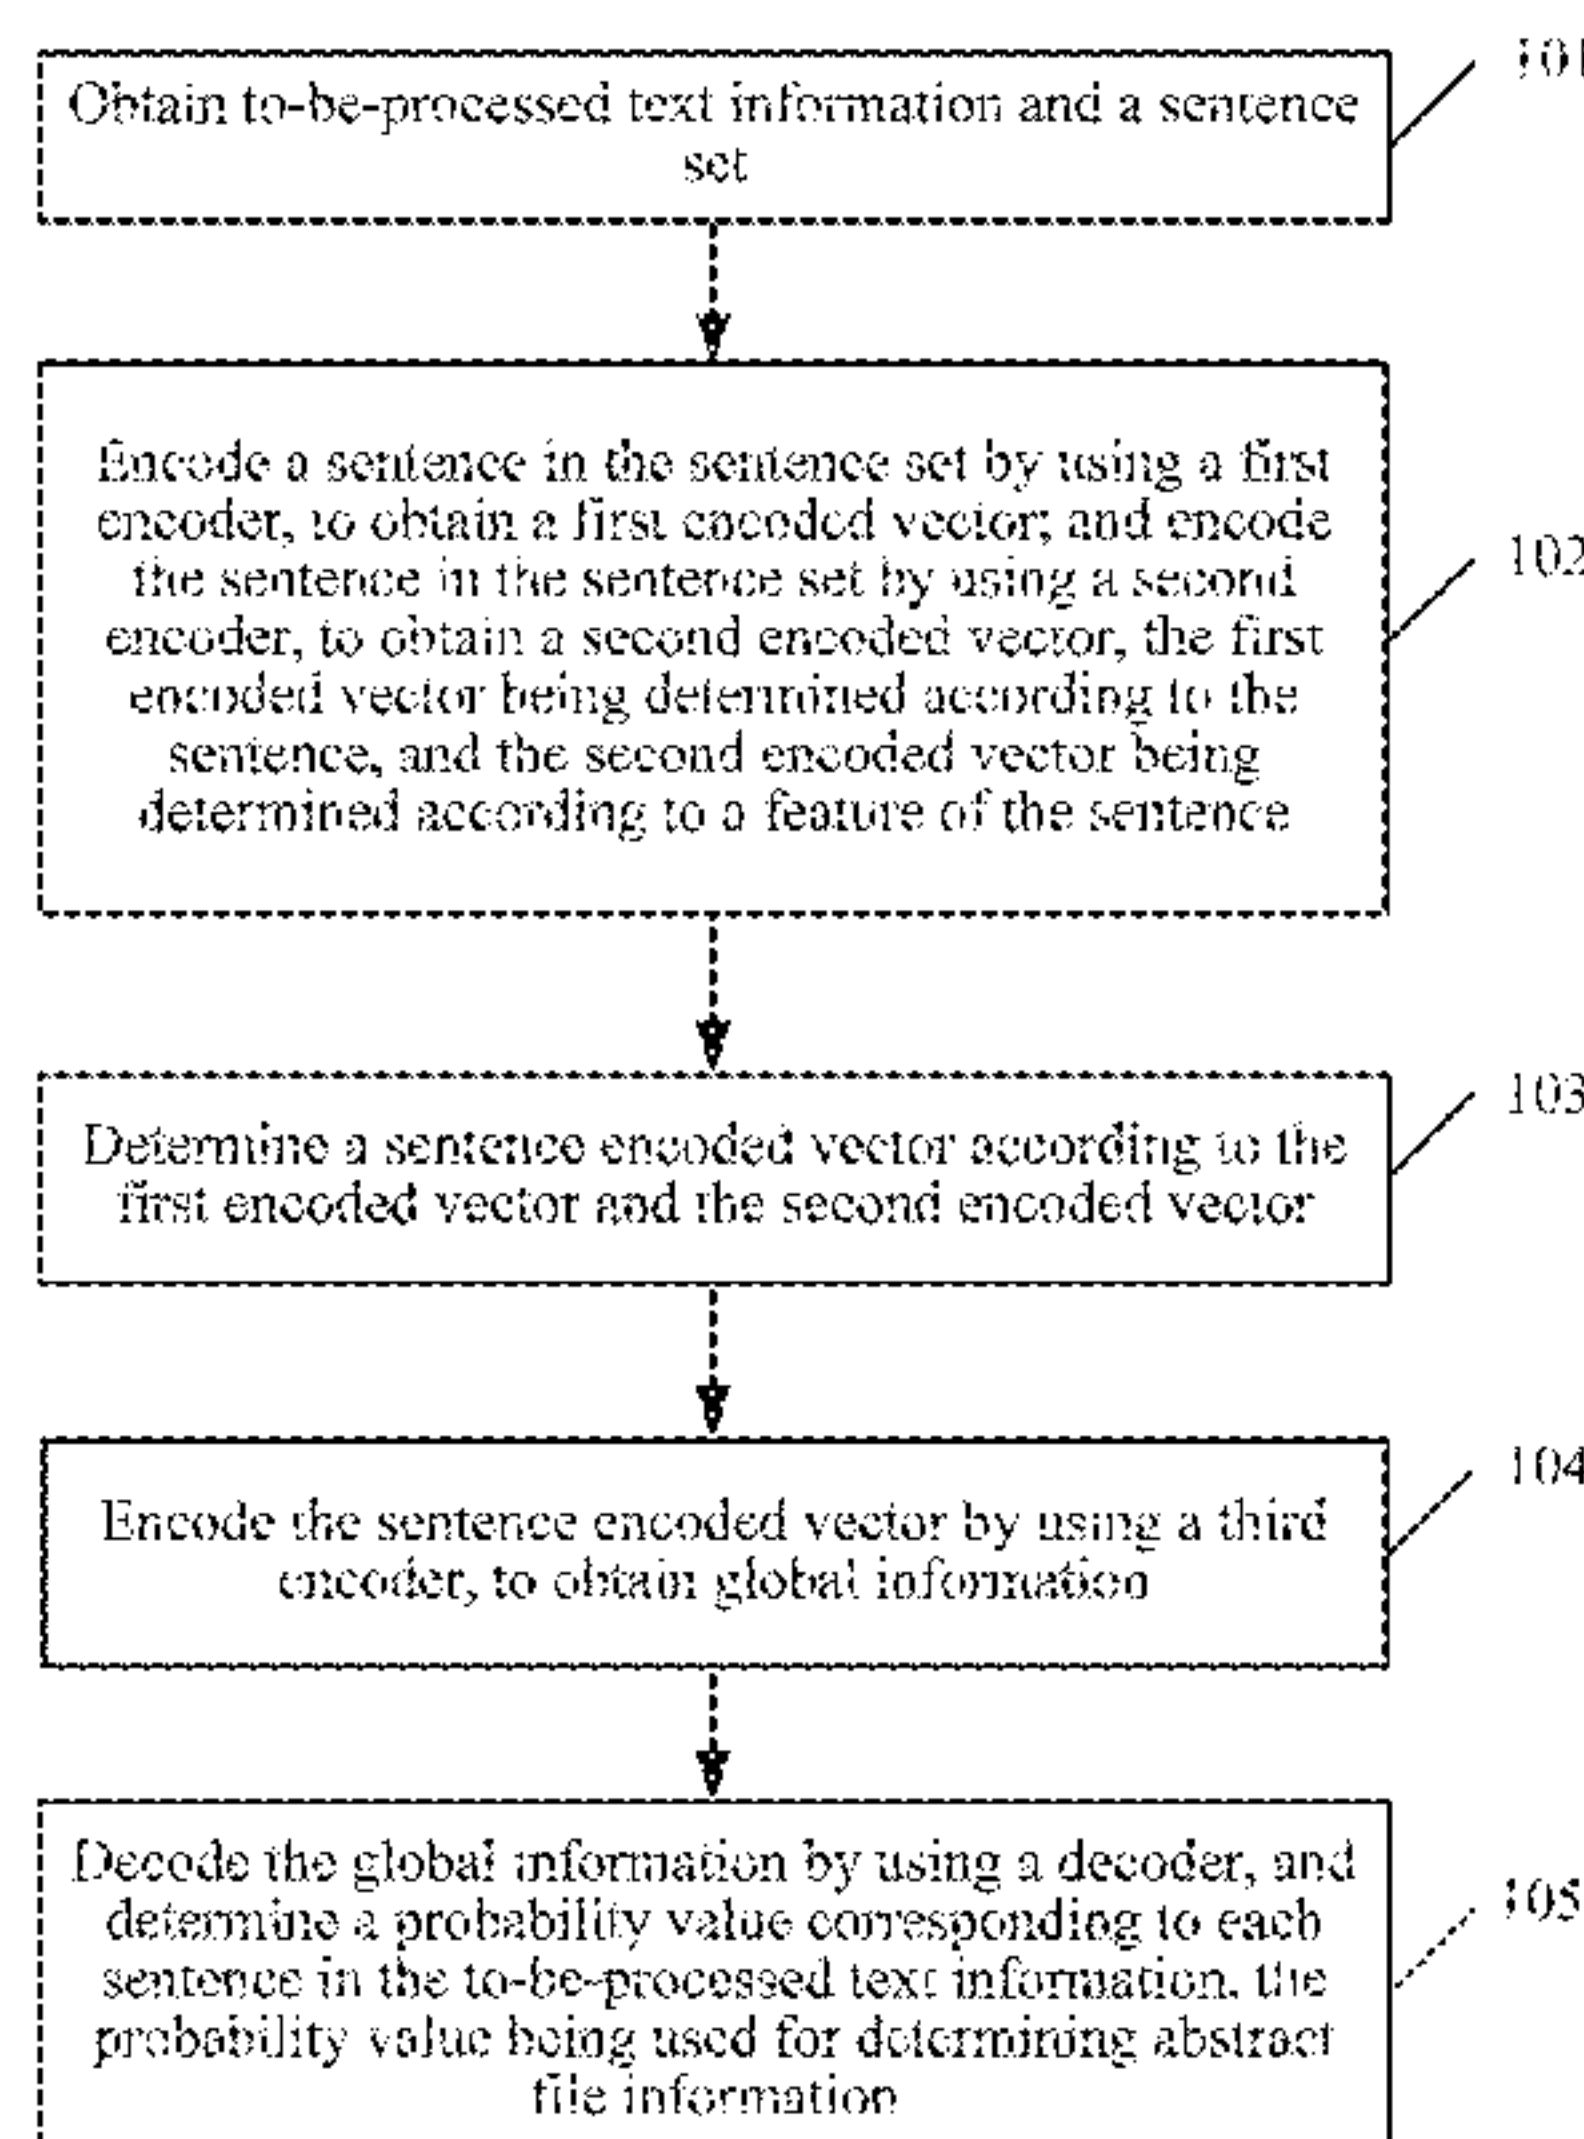 101
Obtain to-be-processed text information and a sentence
set
Encode a sentence in the sentence set by using a first
encoder, to obtain a first encoded vector; and encode
the sentence in the sentence set by using a second
encoder, to obtain a second encoded vector, the first
encoded vector being determined according to the
sentence, and the second encoded vector being
determined according to a feature of the sentence
102
Determine a sentence encoded vector according to the
first encoded vector and the second encoded vector
103
Encode the sentence encoded vector by using a third
encoder, to obtain global information
104
Decode the global information by using a decoder, and
determine a probability value corresponding to each
sentence in the to-be-processed text information, the
probability value being used for determining abstract
file information
105